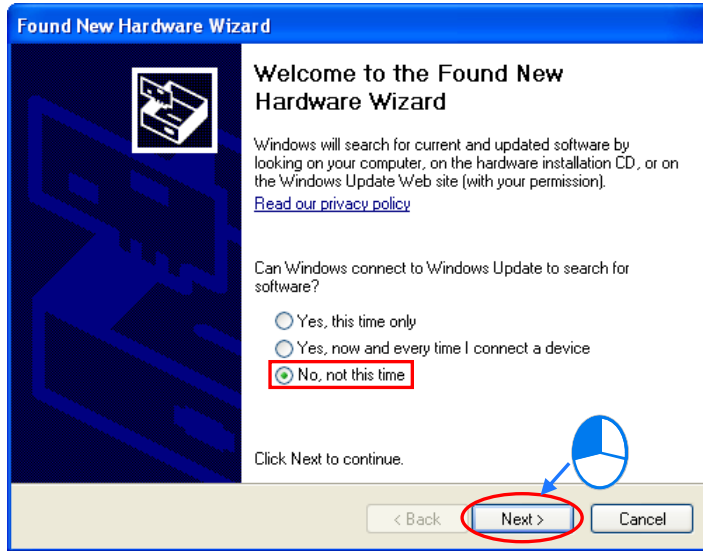 Found New Hardware Wizard
Welcome to the Found New
Hardware Wizard
Windows will search for current and updated software by
looking on your computer, on the hardware installation CD, or on
the Windows Update Web site (with your permission).
Read our privacy policy
Can Windows connect to Windows Update to search for
software?
Yes, this time only
Yes, now and every time I connect a device
No, not this time
Click Next to continue.
< Back Next > Cancel